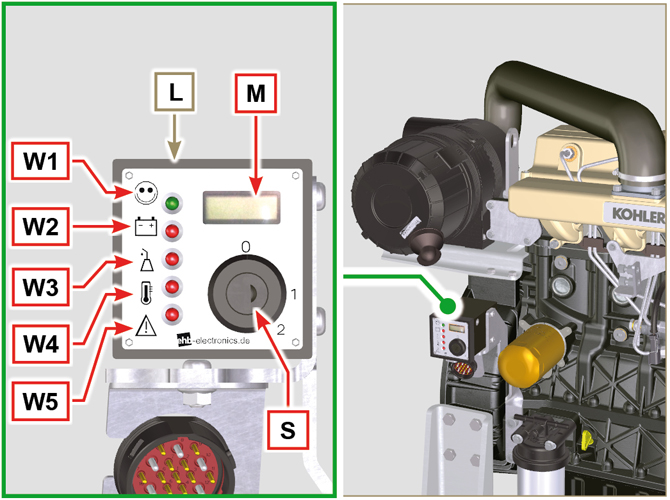 L
M
W1
W2
W3
W4
W5
0
1
2
ehb-electronics.de
S
KOHLER